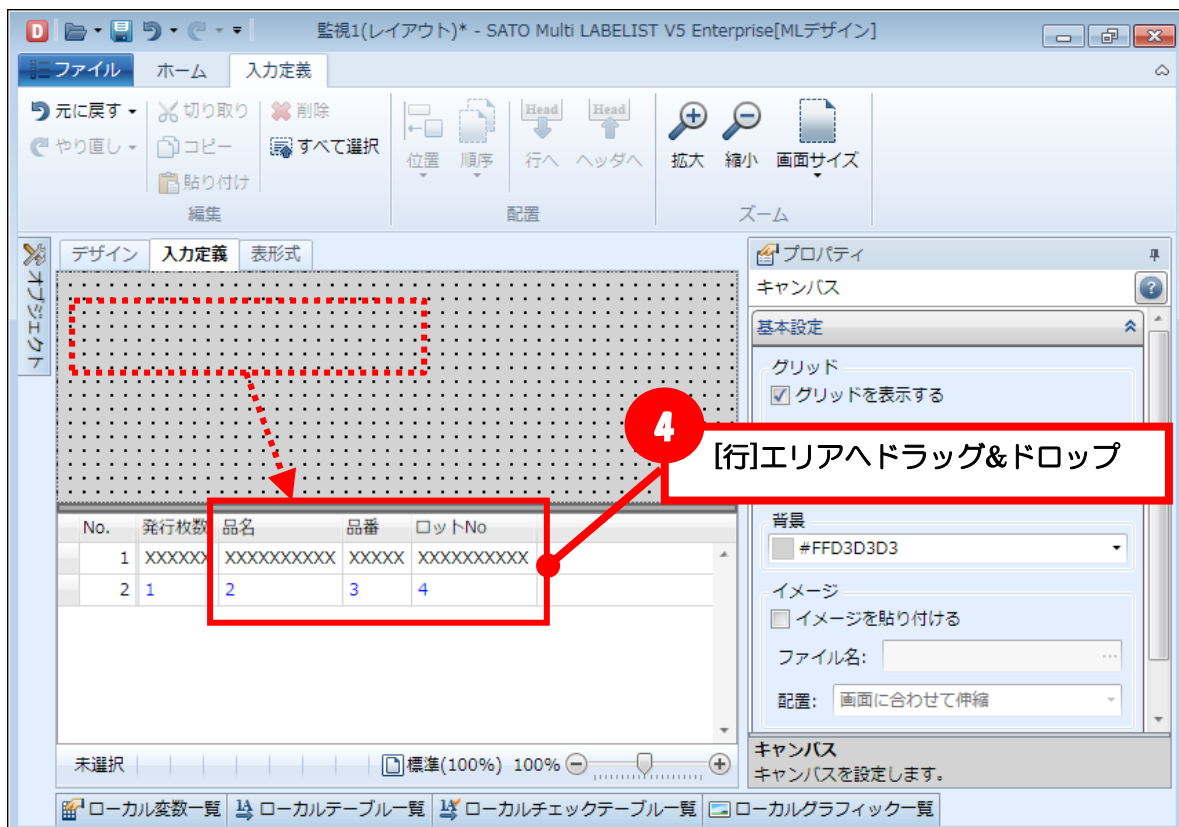 監視1(レイアウト)* - SATO Multi LABELIST V5 Enterprise[MLデザイン]
ファイル ホーム 入力定義
元に戻す 切り取り 削除
やり直し コピー すべて選択
貼り付け
位置 順序 Head 行へ Head ヘッダへ
拡大 縮小 画面サイズ
編集 配置 ズーム
オブジェクト
デザイン 入力定義 表形式
プロパティ
キャンバス
基本設定
グリッド
グリッドを表示する
4
[行]エリアへドラッグ&ドロップ
No. 発行枚数 品名 品番 ロットNo
1 XXXXXX XXXXXXXXXX XXXXX XXXXXXXXXX
2 1 2 3 4
背景
#FFD3D3D3
イメージ
イメージを貼り付ける
ファイル名: ...
配置: 画面に合わせて伸縮
キャンバス
キャンバスを設定します。
未選択 標準(100%) 100%
ローカル変数一覧 ローカルテーブル一覧 ローカルチェックテーブル一覧 ローカルグラフィック一覧